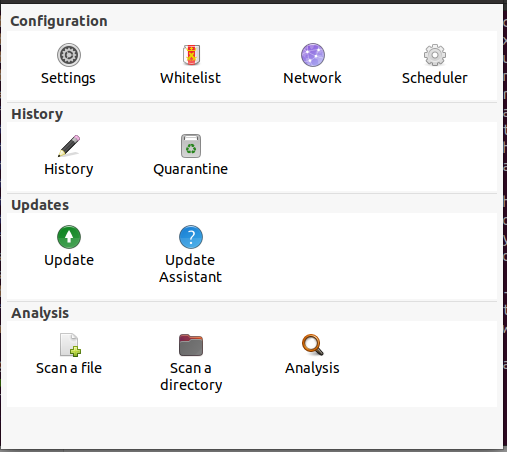 Configuration
Settings
Whitelist
Network
Scheduler
History
History
Quarantine
Updates
Update
Update
Assistant
Analysis
Scan a file
Scan a
directory
Analysis